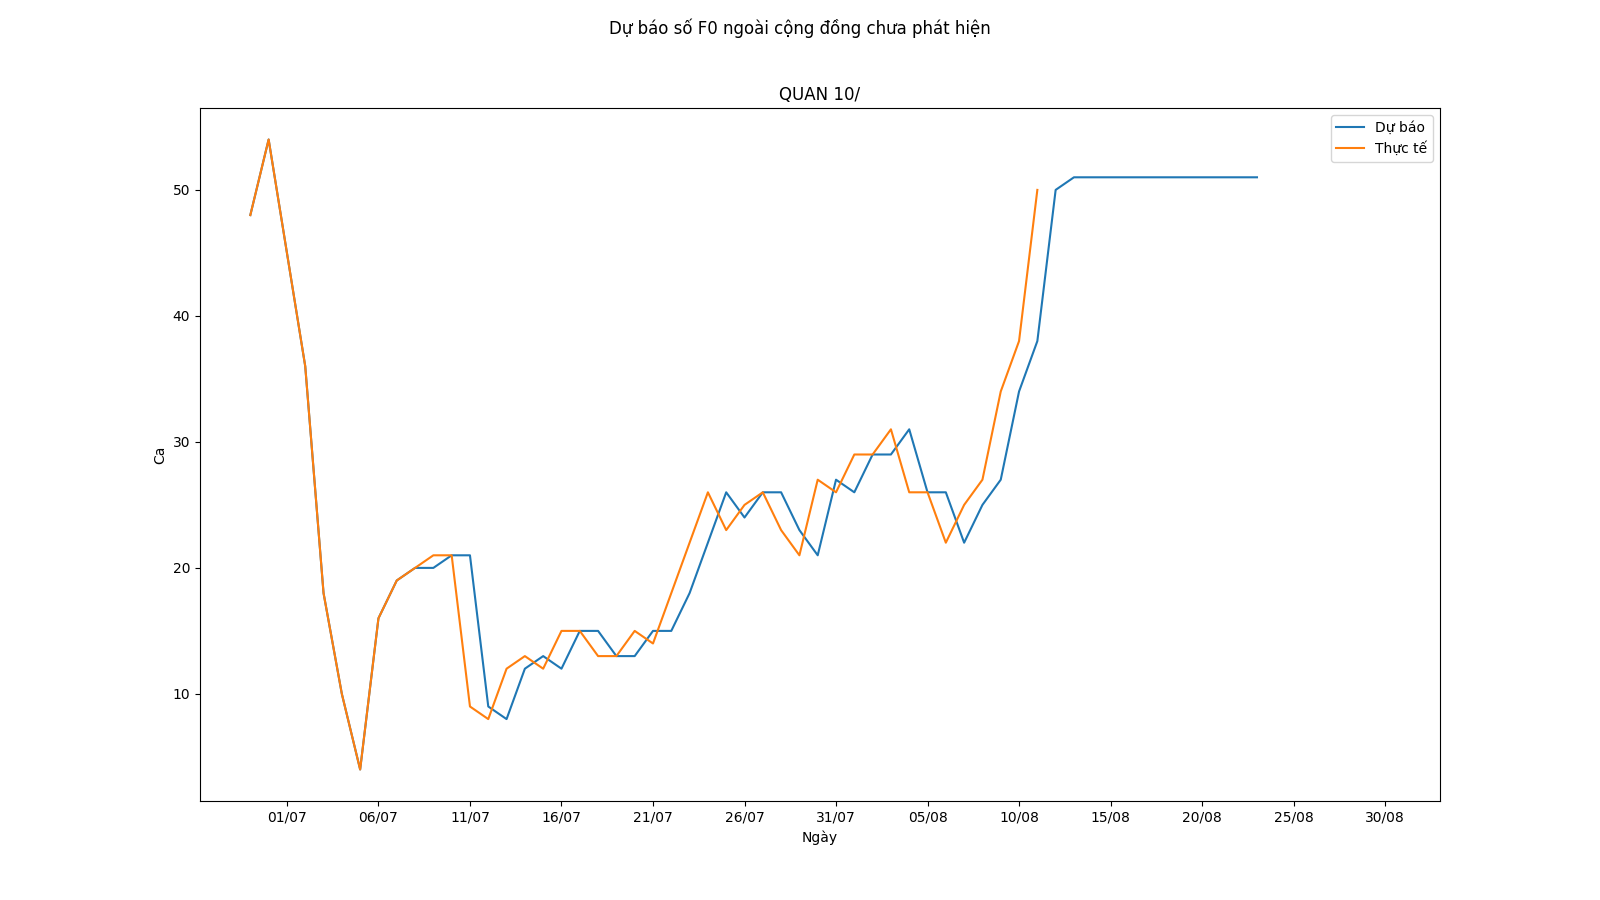 Dự báo số F0 ngoài cộng đồng chưa phát hiện
QUAN 10/
Dự báo
Thực tế
50
40
30
20
10
Ca
01/07 06/07 11/07 16/07 21/07 26/07 31/07 05/08 10/08 15/08 20/08 25/08 30/08
Ngày